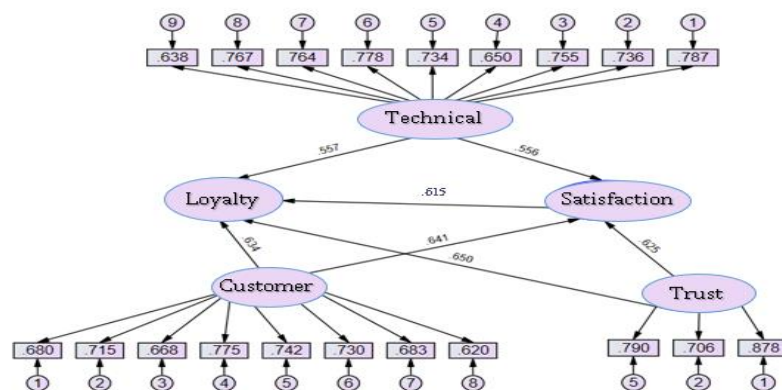 9 8 7 6 5 4 3 2 1
.638 .767 .764 .778 .734 .650 .755 .736 .787
Technical
.557 .556
Loyalty .615 Satisfaction
.634 .641 .650 .625
Customer Trust
.680 .715 .668 .775 .742 .730 .683 .620 .790 .706 .878
1 2 3 4 5 6 7 8 5 2 1